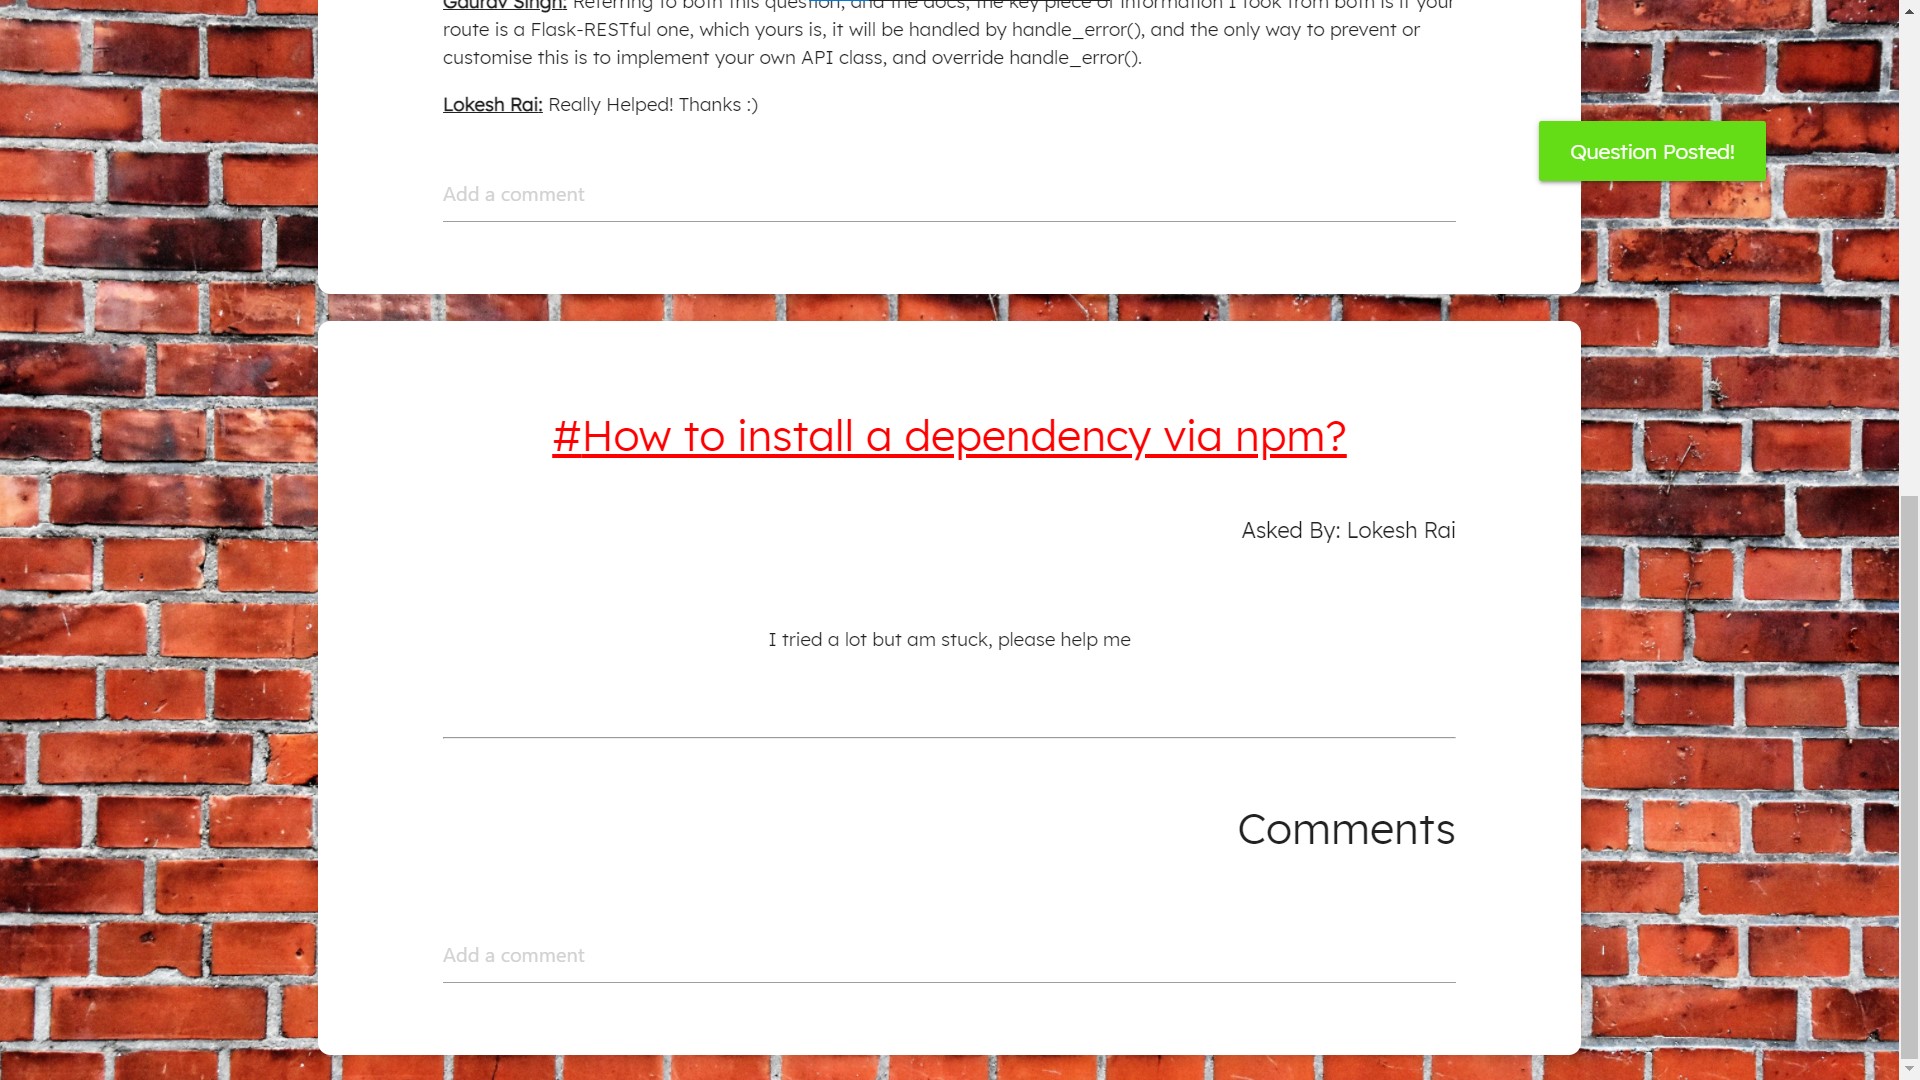 Gaurav Singh: Referring to both this question, and the docs, the key piece of information I took from both is if your
route is a Flask-RESTful one, which yours is, it will be handled by handle_error(), and the only way to prevent or
customise this is to implement your own API class, and override handle_error().
Lokesh Rai: Really Helped! Thanks :)
Question Posted!
Add a comment
#How to install a dependency via npm?
Asked By: Lokesh Rai
I tried a lot but am stuck, please help me
Comments
Add a comment